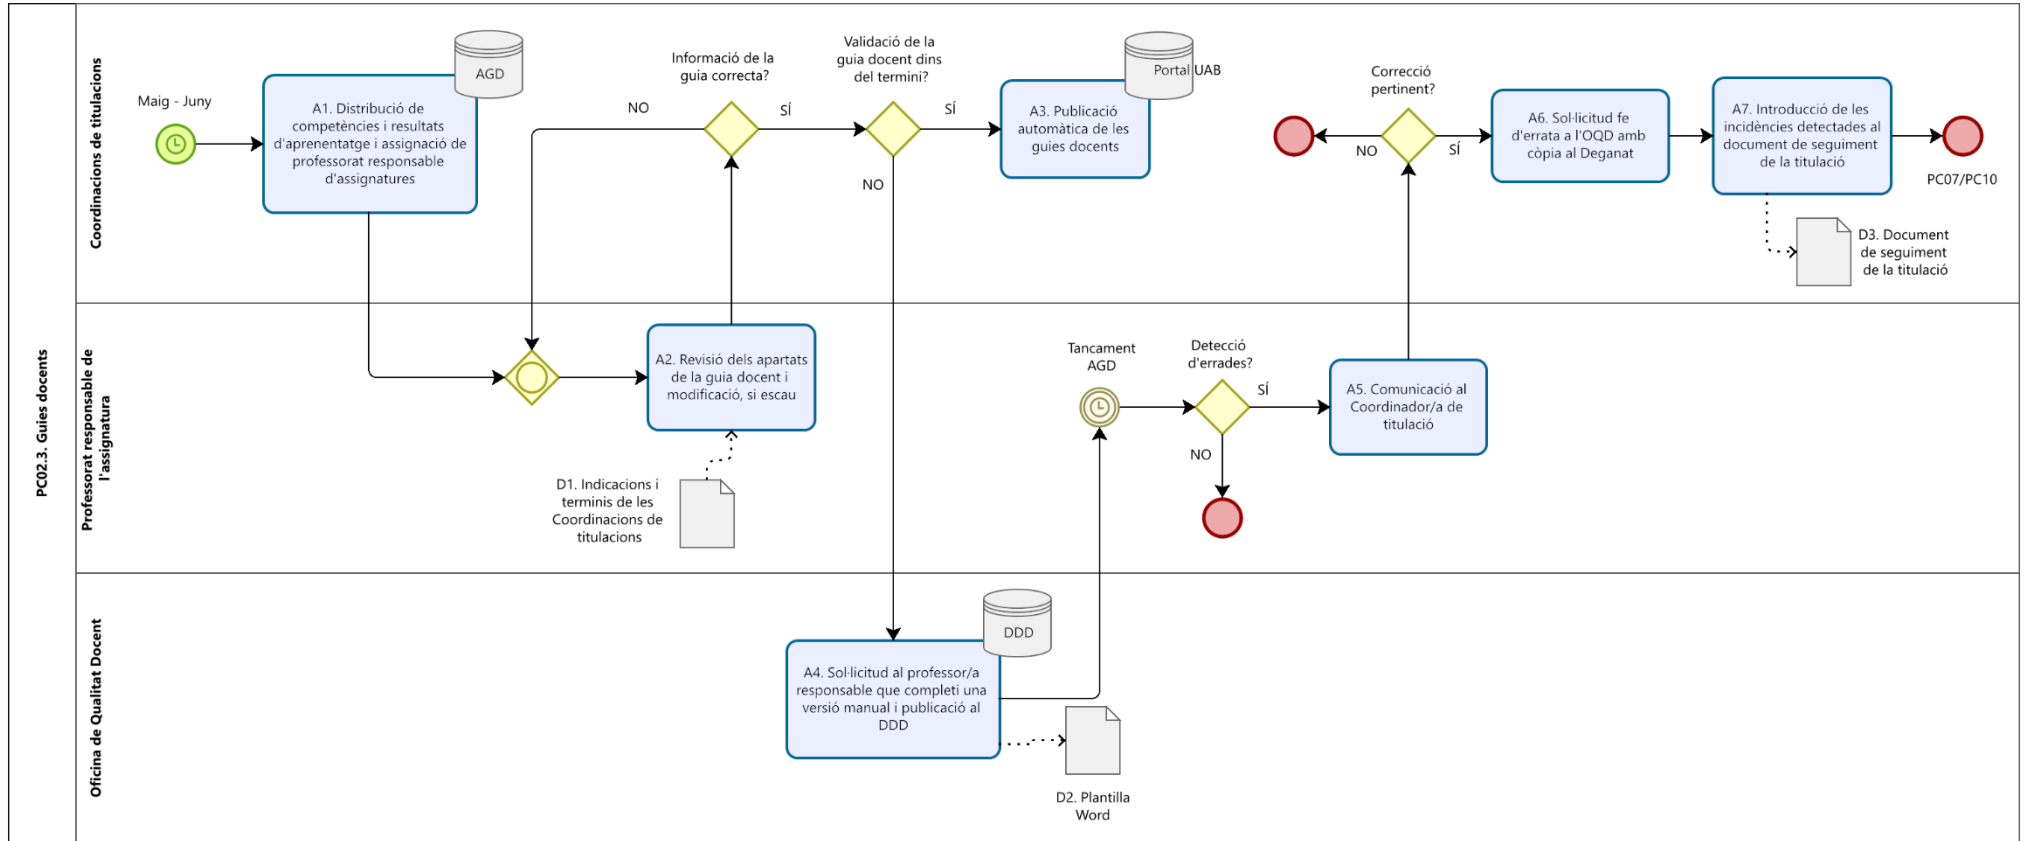 PC02.3. Guies docents
Coordinacions de titulacions
Maig - Juny
A1. Distribució de
competències i resultats
d'aprenentatge i assignació de
professorat responsable
d'assignatures
AGD
Informació de la
guia correcta?
NO
SÍ
Validació de la
guia docent dins
del termini?
SÍ
NO
A3. Publicació
automàtica de les
guies docents
Portal UAB
Correcció
pertinent?
NO
SÍ
A6. Sol·licitud fe
d'errata a l'OQD amb
còpia al Deganat
A7. Introducció de les
incidències detectades al
document de seguiment
de la titulació
PC07/PC10
D3. Document
de seguiment
de la titulació
Professorat responsable de
l'assignatura
A2. Revisió dels apartats
de la guia docent i
modificació, si escau
D1. Indicacions i
terminis de les
Coordinacions de
titulacions
Tancament
AGD
Detecció
d'errades?
SÍ
NO
A5. Comunicació al
Coordinador/a de
titulació
Oficina de Qualitat Docent
A4. Sol·licitud al professor/a
responsable que completi una
versió manual i publicació al
DDD
DDD
D2. Plantilla
Word